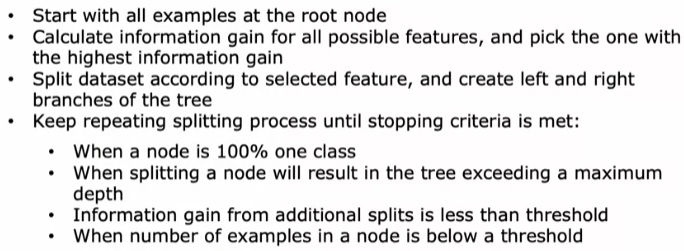 • Start with all examples at the root node
• Calculate information gain for all possible features, and pick the one with
the highest information gain
• Split dataset according to selected feature, and create left and right
branches of the tree
• Keep repeating splitting process until stopping criteria is met:
• When a node is 100% one class
• When splitting a node will result in the tree exceeding a maximum
depth
• Information gain from additional splits is less than threshold
• When number of examples in a node is below a threshold